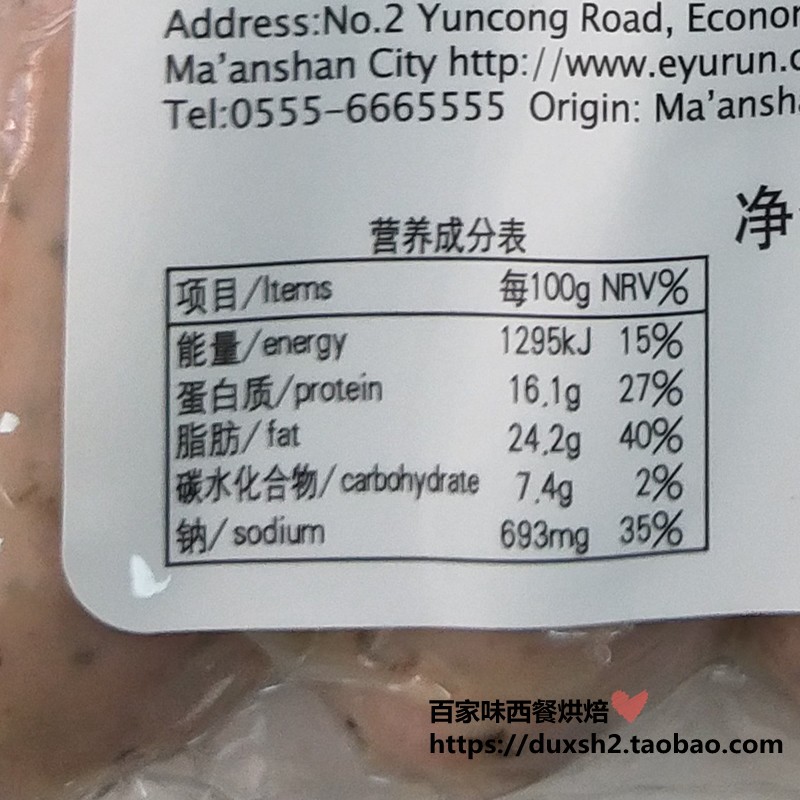 Address:No.2 Yuncong Road, Econo
Ma'anshan City http://www.eyurun.c
Tel:0555-6665555 Origin: Ma'ansh
净
营养成分表
项目/Items 每100g NRV%
能量/energy 1295kJ 15%
蛋白质/protein 16.1g 27%
脂肪/fat 24.2g 40%
碳水化合物/carbohydrate 7.4g 2%
钠/sodium 693mg 35%
百家味西餐烘焙
https://duxsh2.taobao.com